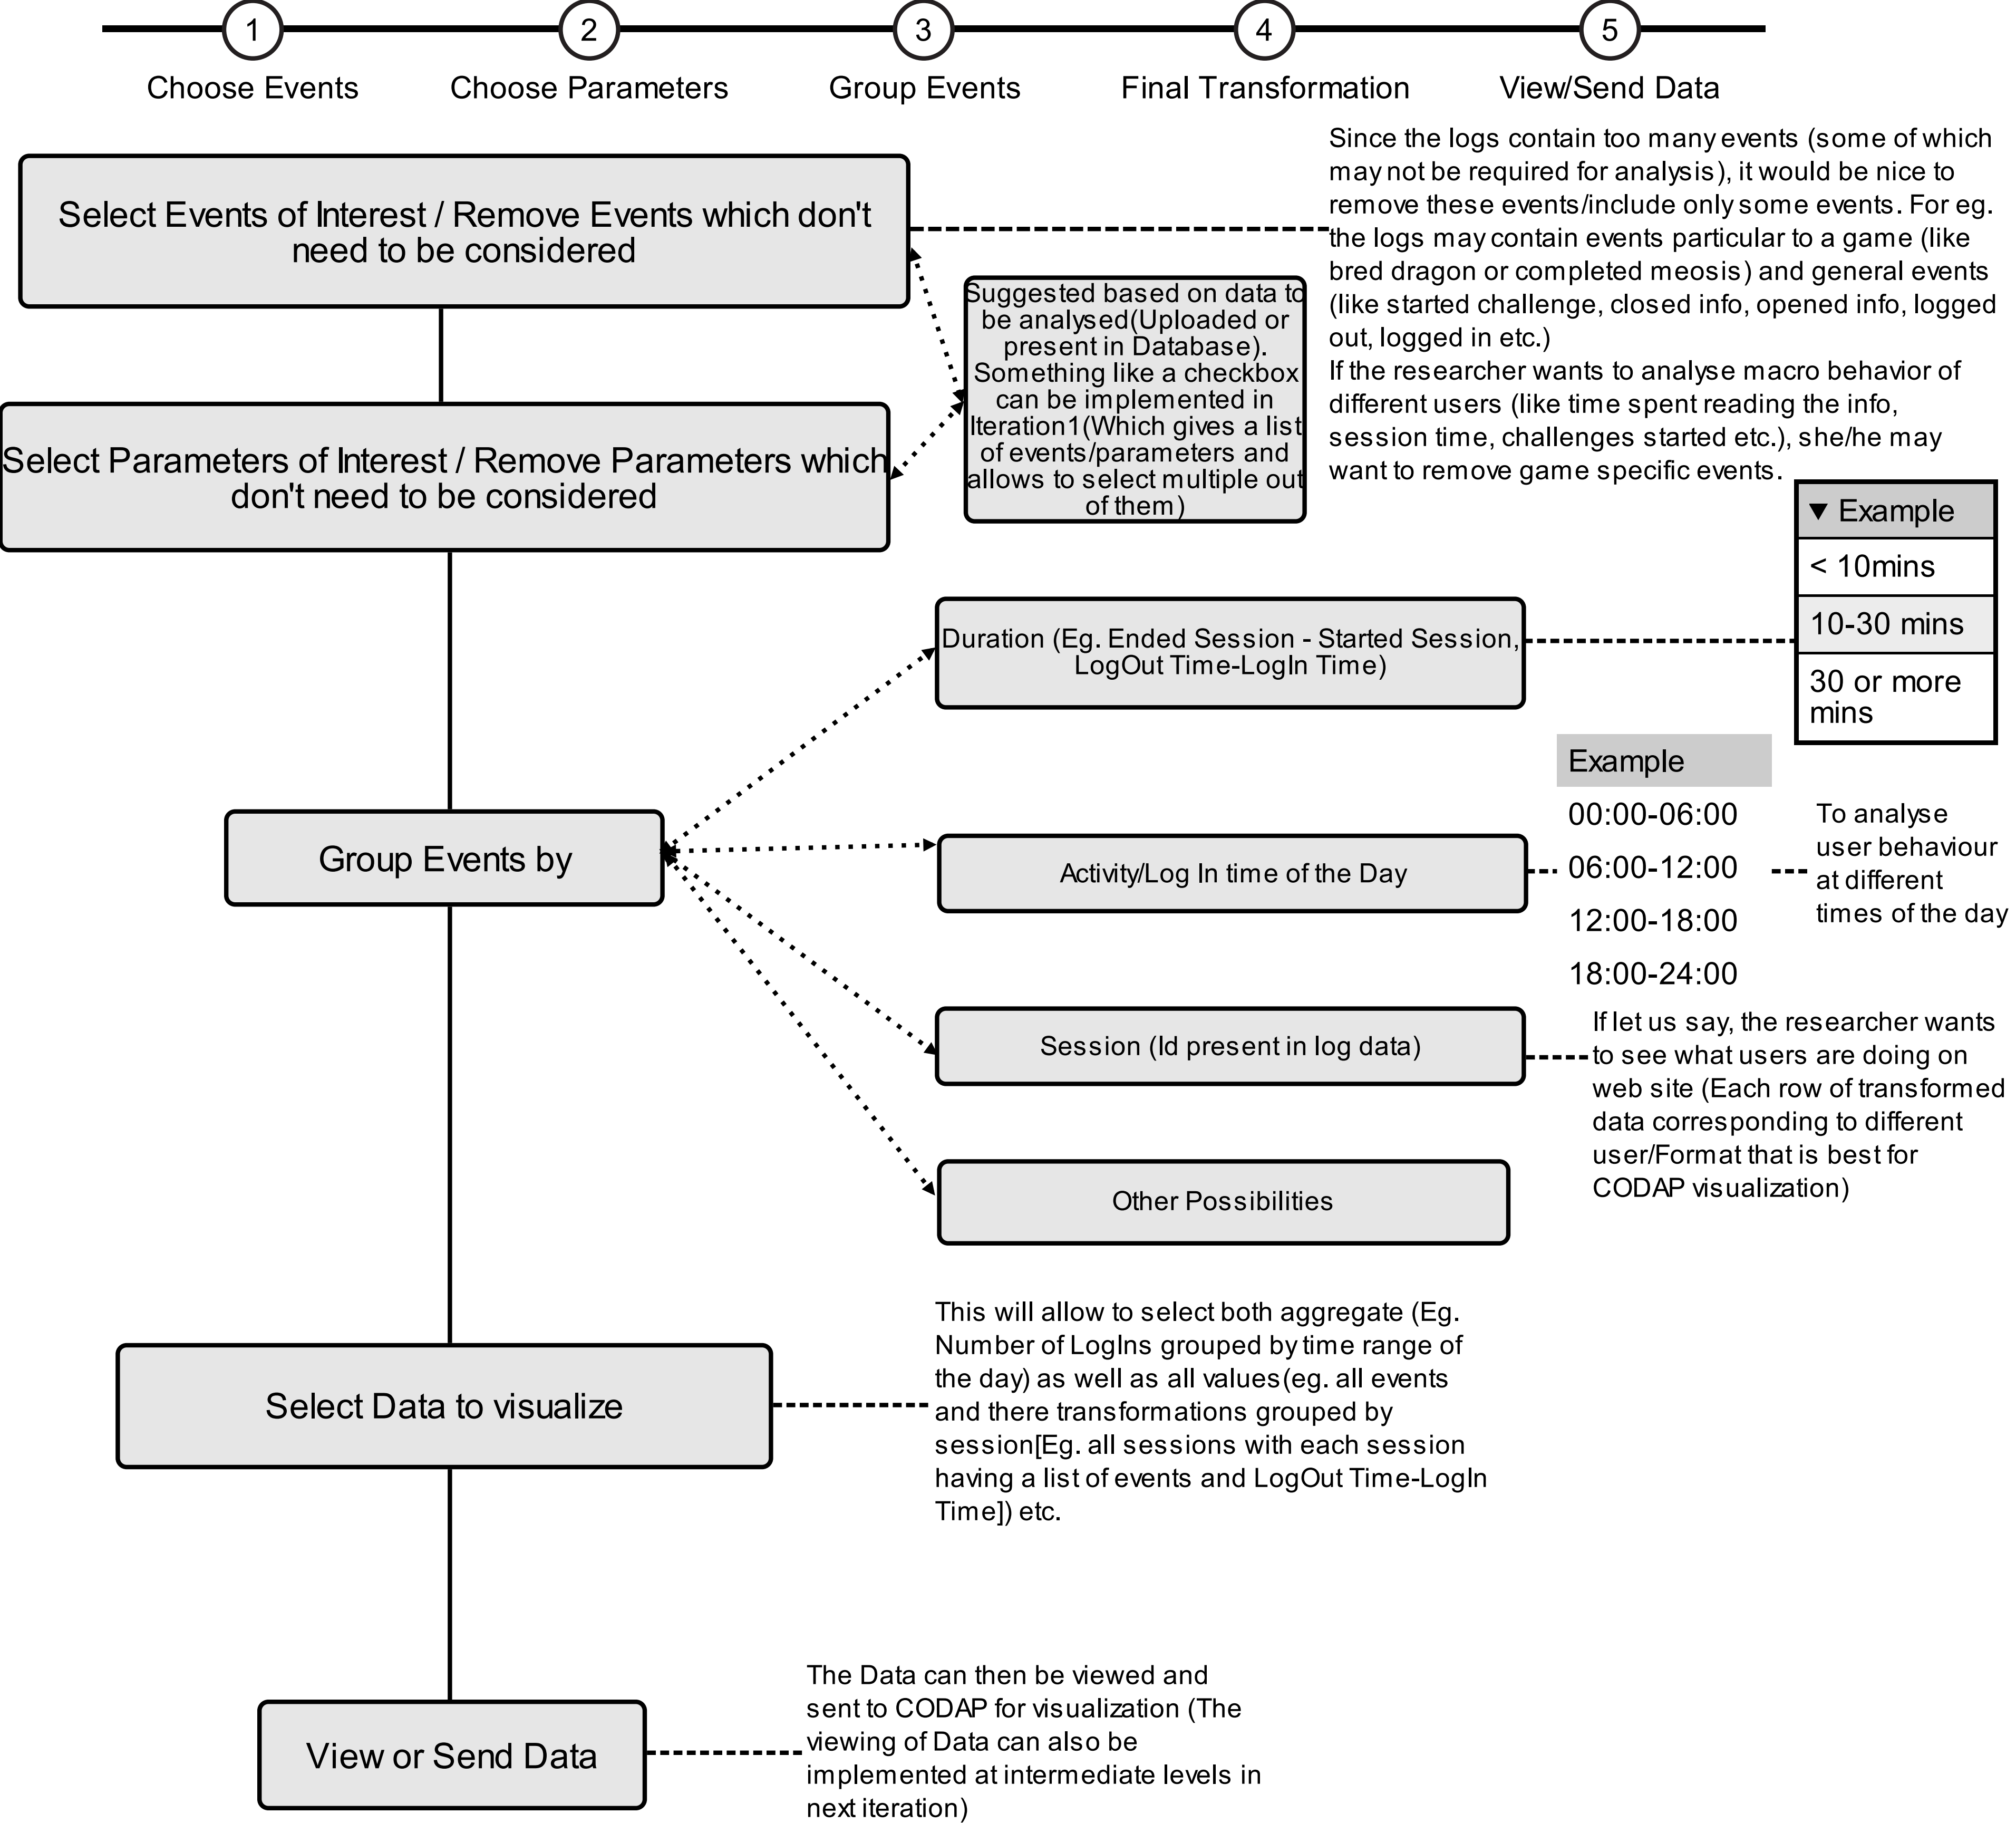 1
2
3
4
5
Choose Events
Choose Parameters
Group Events
Final Transformation
View/Send Data
Select Events of Interest / Remove Events which don't
need to be considered
Since the logs contain too many events (some of which
may not be required for analysis), it would be nice to
remove these events/include only some events. For eg.
the logs may contain events particular to a game (like
bred dragon or completed meosis) and general events
(like started challenge, closed info, opened info, logged
out, logged in etc.)
If the researcher wants to analyse macro behavior of
different users (like time spent reading the info,
session time, challenges started etc.), she/he may
want to remove game specific events.
Suggested based on data to
be analysed(Uploaded or
present in Database).
Something like a checkbox
can be implemented in
Iteration1(Which gives a list
of events/parameters and
allows to select multiple out
of them)
Select Parameters of Interest / Remove Parameters which
don't need to be considered
▼ Example
< 10mins
10-30 mins
30 or more
mins
Duration (Eg. Ended Session - Started Session,
LogOut Time-LogIn Time)
Group Events by
Activity/Log In time of the Day
Example
00:00-06:00
06:00-12:00
12:00-18:00
18:00-24:00
To analyse
user behaviour
at different
times of the day
Session (Id present in log data)
If let us say, the researcher wants
to see what users are doing on
web site (Each row of transformed
data corresponding to different
user/Format that is best for
CODAP visualization)
Other Possibilities
Select Data to visualize
This will allow to select both aggregate (Eg.
Number of LogIns grouped by time range of
the day) as well as all values(eg. all events
and there transformations grouped by
session[Eg. all sessions with each session
having a list of events and LogOut Time-LogIn
Time]) etc.
View or Send Data
The Data can then be viewed and
sent to CODAP for visualization (The
viewing of Data can also be
implemented at intermediate levels in
next iteration)